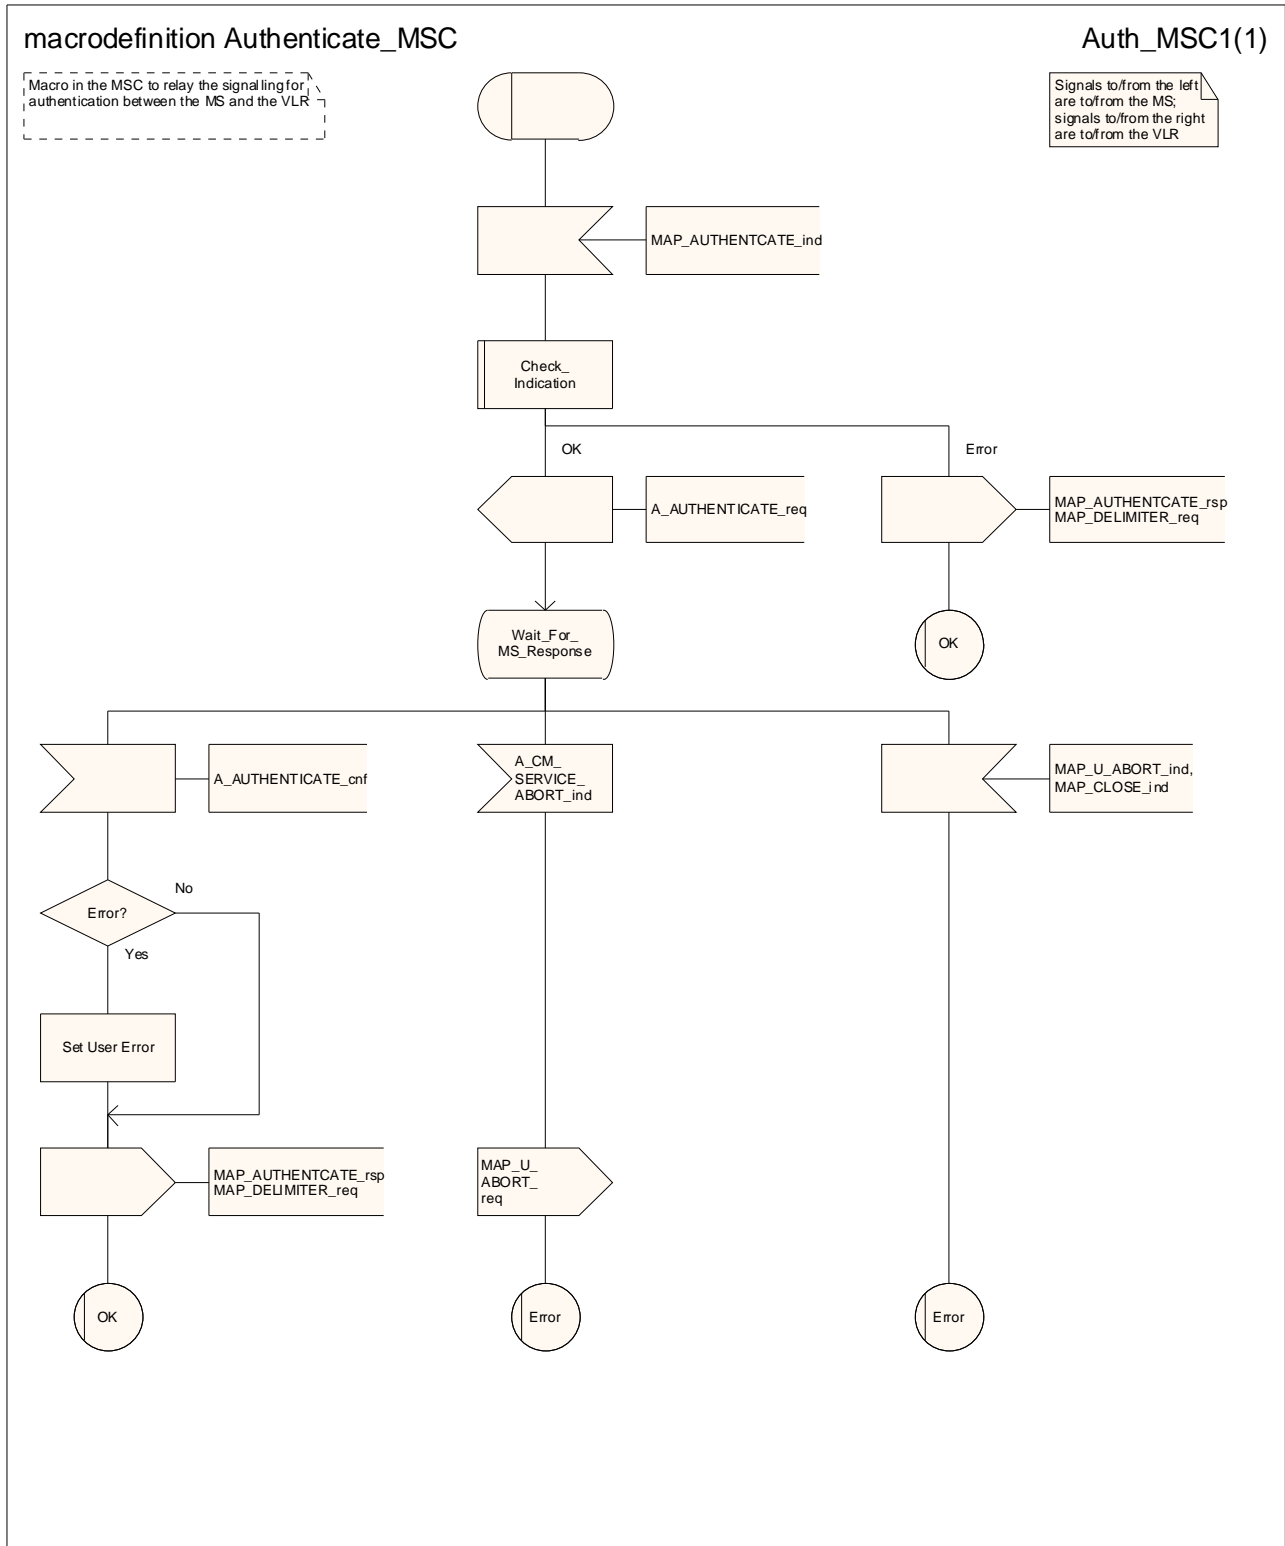 macrodefinition Authenticate_MSC
Auth_MSC1(1)
Macro in the MSC to relay the signalling for
authentication between the MS and the VLR
Signals to/from the left
are to/from the MS;
signals to/from the right
are to/from the VLR
MAP_AUTHENTCATE_ind
Check_
Indication
OK
Error
A_AUTHENTICATE_req
MAP_AUTHENTCATE_rsp
MAP_DELIMITER_req
Wait_For_
MS_Response
OK
A_AUTHENTICATE_cnf
A_CM_
SERVICE_
ABORT_ind
MAP_U_ABORT_ind,
MAP_CLOSE_ind
No
Error?
Yes
Set User Error
MAP_AUTHENTCATE_rsp
MAP_DELIMITER_req
MAP_U_
ABORT_
req
OK
Error
Error